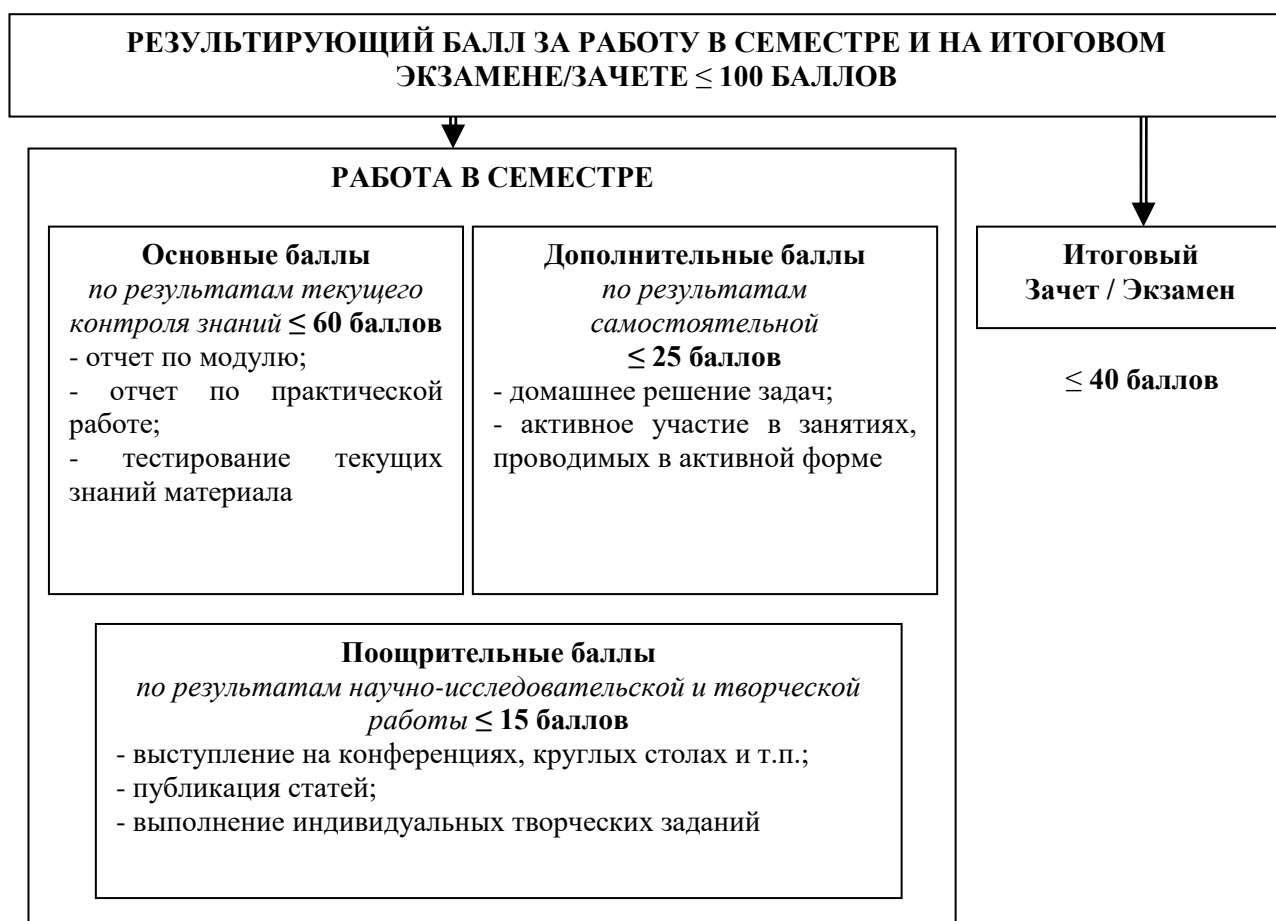 РЕЗУЛЬТИРУЮЩИЙ БАЛЛ ЗА РАБОТУ В СЕМЕСТРЕ И НА ИТОГОВОМ
ЭКЗАМЕНЕ/ЗАЧЕТЕ ≤ 100 БАЛЛОВ
РАБОТА В СЕМЕСТРЕ
Основные баллы
по результатам текущего
контроля знаний ≤ 60 баллов
- отчет по модулю;
- отчет по практической
работе;
- тестирование текущих
знаний материала
Дополнительные баллы
по результатам
самостоятельной
≤ 25 баллов
- домашнее решение задач;
- активное участие в занятиях,
проводимых в активной форме
Итоговый
Зачет / Экзамен
≤ 40 баллов
Поощрительные баллы
по результатам научно-исследовательской и творческой
работы ≤ 15 баллов
- выступление на конференциях, круглых столах и т.п.;
- публикация статей;
- выполнение индивидуальных творческих заданий